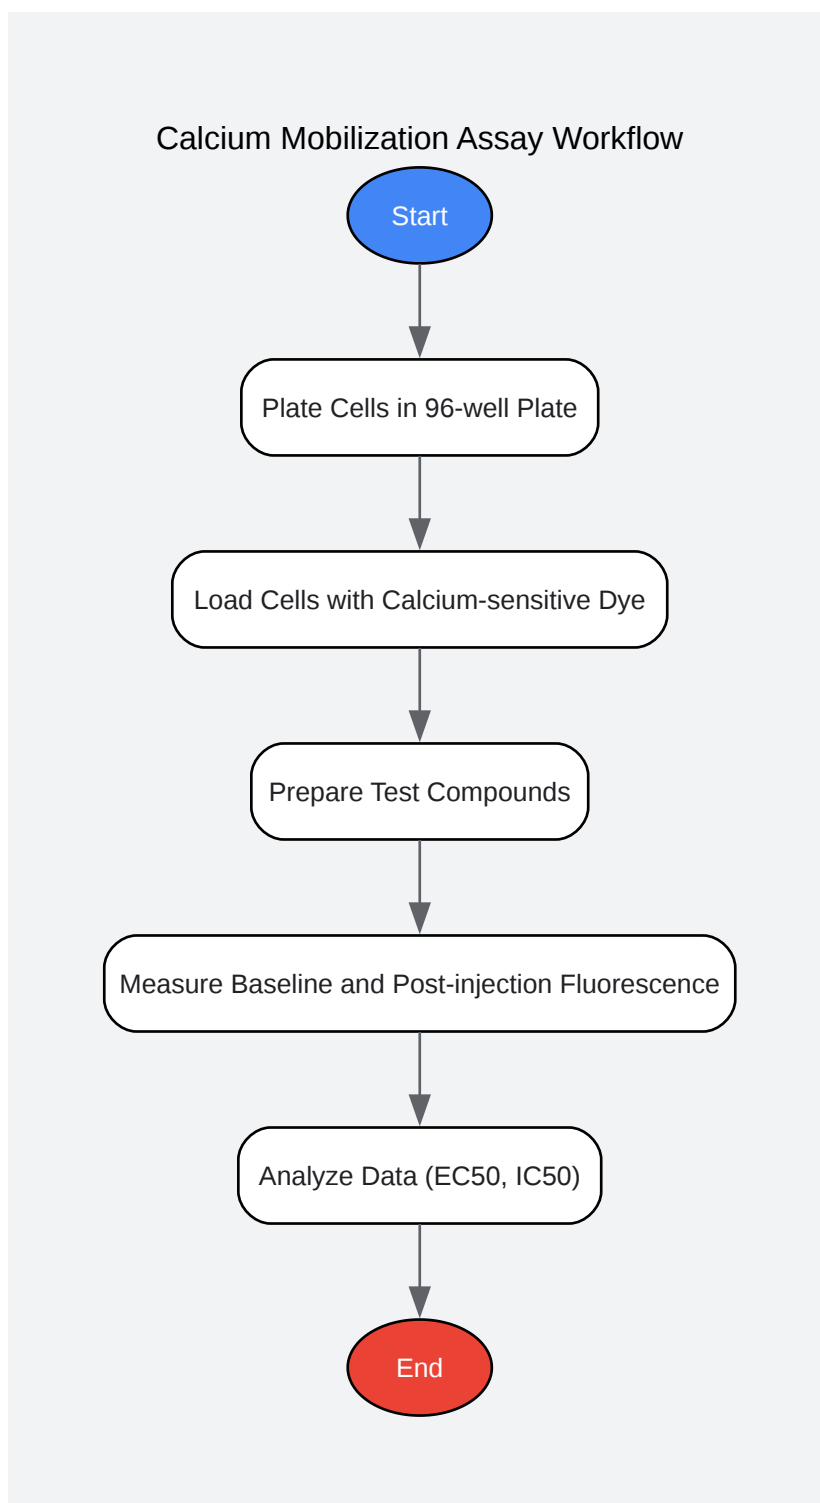 Calcium Mobilization Assay Workflow
Start
Plate Cells in 96-well Plate
Load Cells with Calcium-sensitive Dye
Prepare Test Compounds
Measure Baseline and Post-injection Fluorescence
Analyze Data (EC50, IC50)
End